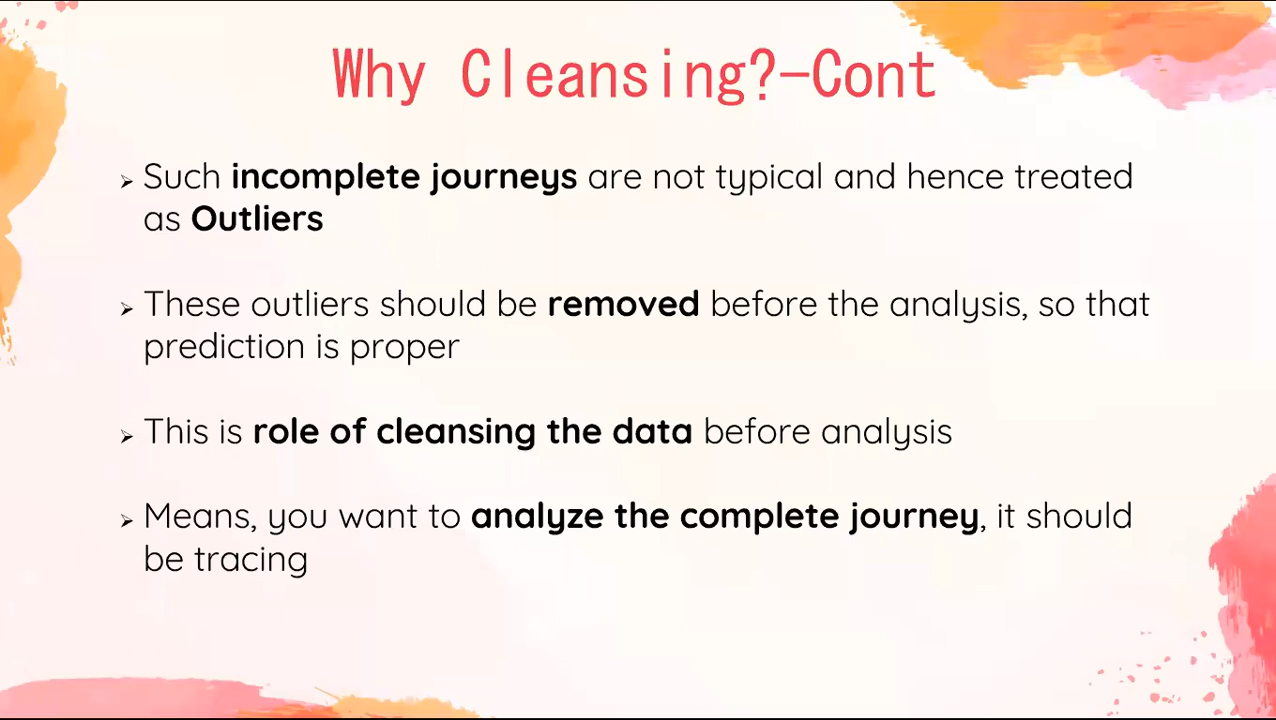 Why Cleansing?-Cont
➢ Such incomplete journeys are not typical and hence treated
as Outliers
➢ These outliers should be removed before the analysis, so that
prediction is proper
➢ This is role of cleansing the data before analysis
➢ Means, you want to analyze the complete journey, it should
be tracing